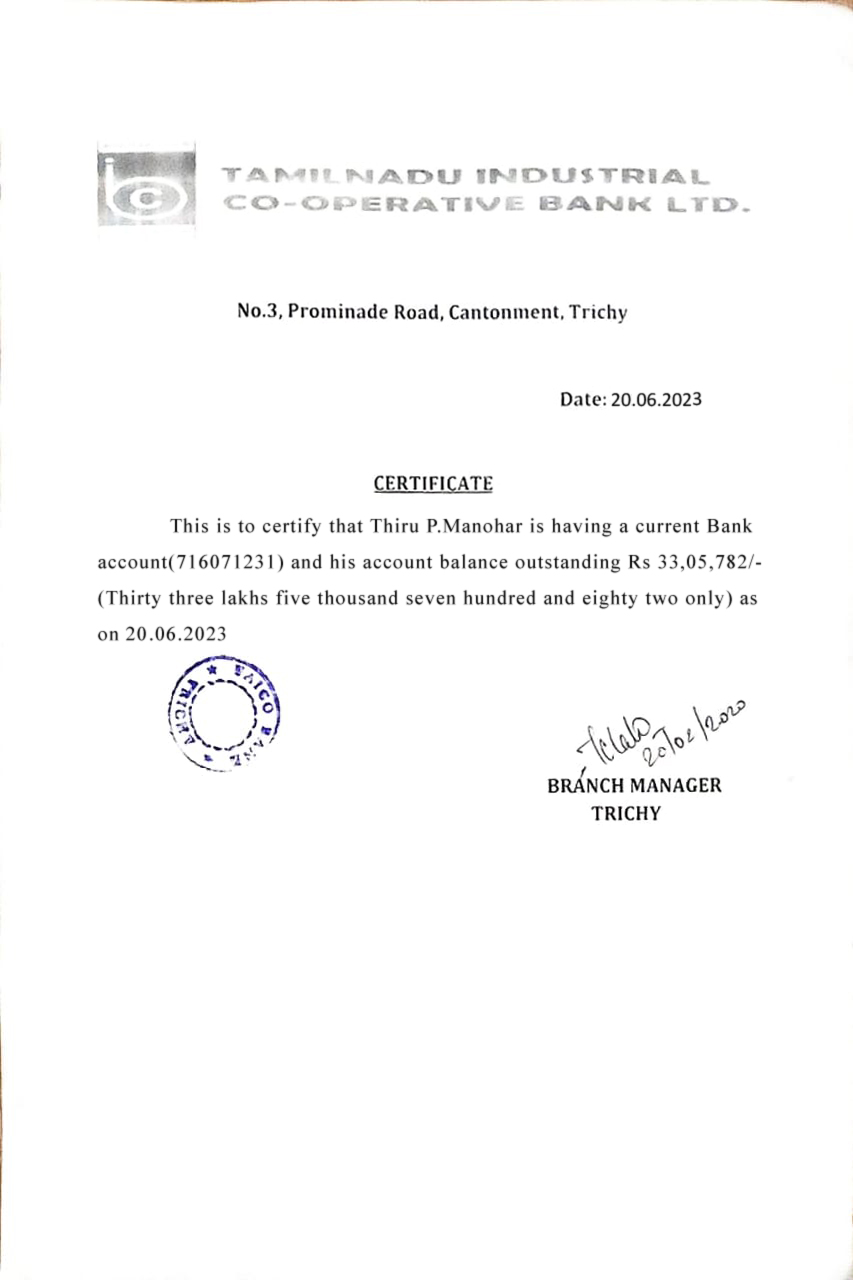 TAMILNADU INDUSTRIAL
CO-OPERATIVE BANK LTD.
No.3, Prominade Road, Cantonment, Trichy
Date: 20.06.2023
CERTIFICATE
This is to certify that Thiru P.Manohar is having a current Bank
account(716071231) and his account balance outstanding Rs 33,05,782/-
(Thirty three lakhs five thousand seven hundred and eighty two only) as
on 20.06.2023
TAICO BANK
TRICHY
20/02/2020
BRANCH MANAGER
TRICHY